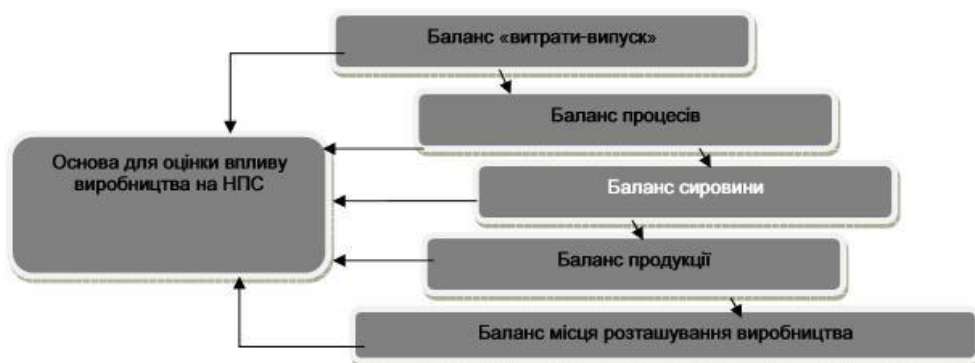 Баланс «витрати-випуск»
Баланс процесів
Основа для оцінки впливу
виробництва на НПС
Баланс сировини
Баланс продукції
Баланс місця розташування виробництва